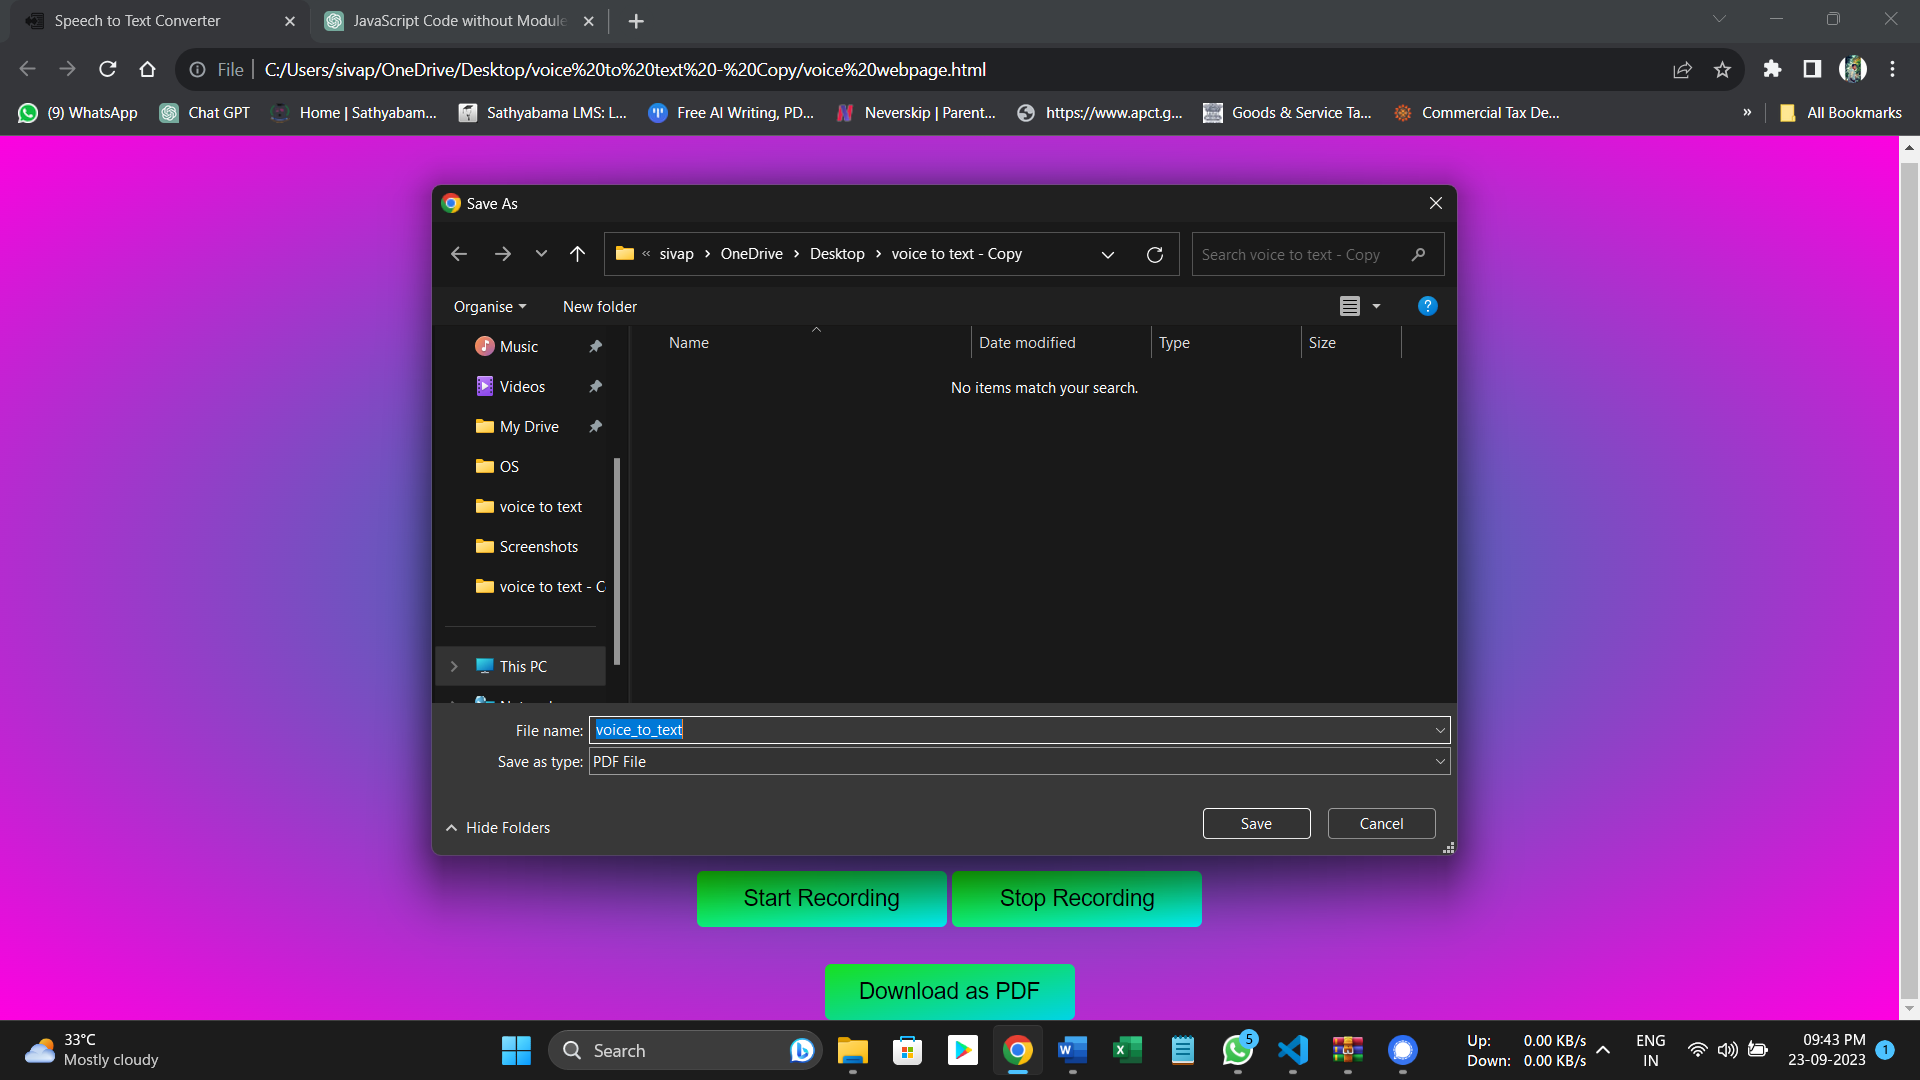 Speech to Text Converter
JavaScript Code without Module
File
C:/Users/sivap/OneDrive/Desktop/voice%20to%20text%20-%20Copy/voice%20webpage.html
(9) WhatsApp
Chat GPT
Home | Sathyabam...
Sathyabama LMS: L...
Free AI Writing, PD...
Neverskip | Parent...
https://www.apct.g...
Goods & Service Ta...
Commercial Tax De...
»
All Bookmarks
Save As
« sivap › OneDrive › Desktop › voice to text - Copy
Search voice to text - Copy
Organise
New folder
?
Name
Date modified
Type
Size
No items match your search.
Music
Videos
My Drive
OS
voice to text
Screenshots
voice to text - C
This PC
File name: voice_to_text
Save as type: PDF File
Hide Folders
Save
Cancel
Start Recording
Stop Recording
Download as PDF
33°C
Mostly cloudy
Search
5
Up: 0.00 KB/s
Down: 0.00 KB/s
ENG
IN
09:43 PM
23-09-2023
1